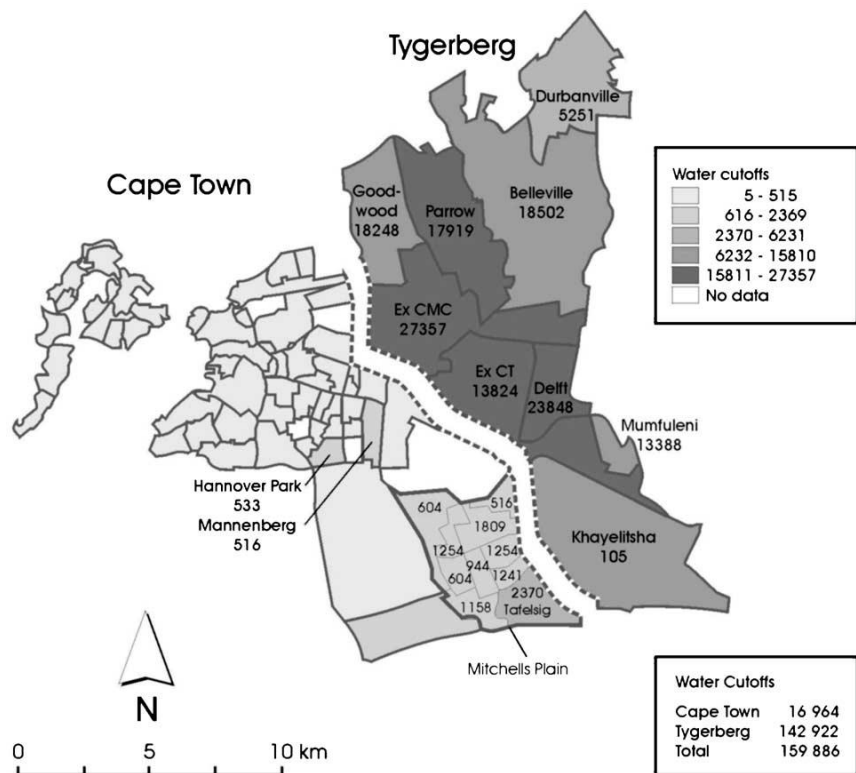 Tygerberg
Cape Town
Durbanville
5251
Good-
wood
18248
Parrow
17919
Belleville
18502
Ex CMC
27357
Ex CT
13824
Delft
23848
Mumfuleni
13388
Khayelitsha
105
Hannover Park
533
Mannenberg
516
604
516
1809
1254
1254
944
604
1241
2370
Tafelsig
1158
Mitchells Plain
Water cutoffs
5 - 515
616 - 2369
2370 - 6231
6232 - 15810
15811 - 27357
No data
N
0 5 10 km
Water Cutoffs
Cape Town 16 964
Tygerberg 142 922
Total 159 886